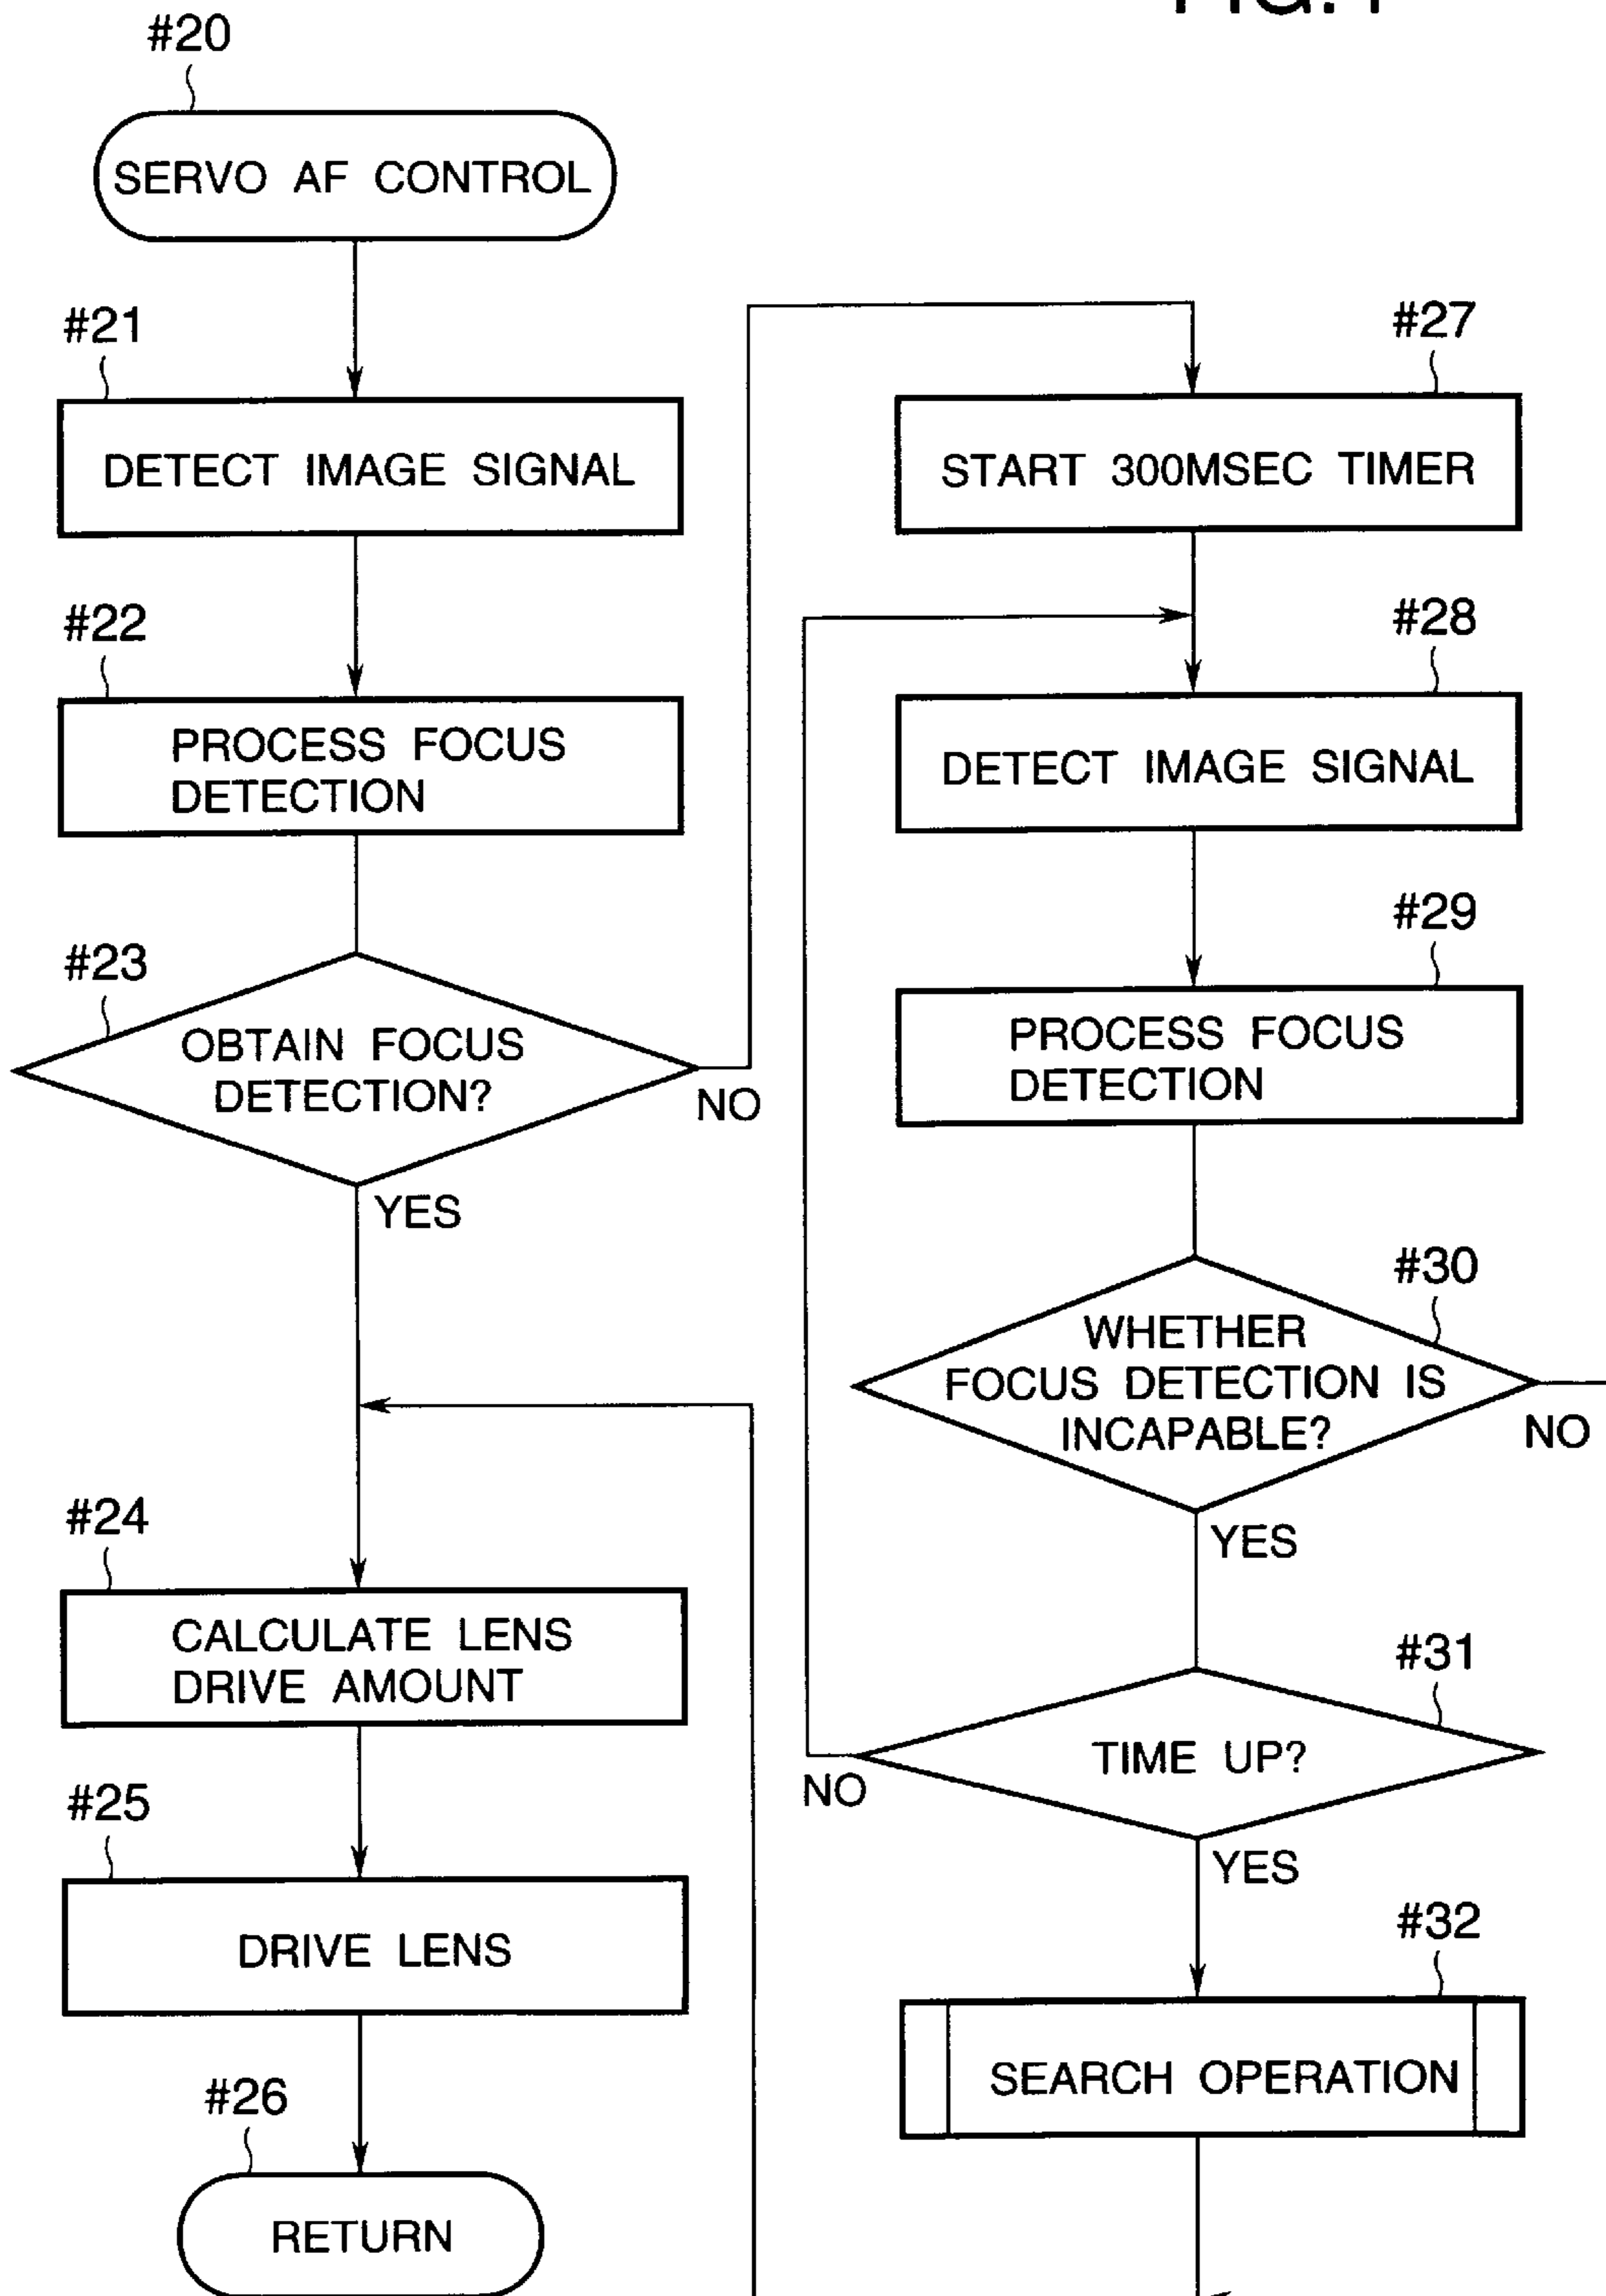 #20
SERVO AF CONTROL
#21
DETECT IMAGE SIGNAL
#22
PROCESS FOCUS
DETECTION
#23
OBTAIN FOCUS
DETECTION?
NO
YES
#24
CALCULATE LENS
DRIVE AMOUNT
#25
DRIVE LENS
#26
RETURN
#27
START 300MSEC TIMER
#28
DETECT IMAGE SIGNAL
#29
PROCESS FOCUS
DETECTION
#30
WHETHER
FOCUS DETECTION IS
INCAPABLE?
NO
YES
#31
TIME UP?
NO
YES
#32
SEARCH OPERATION